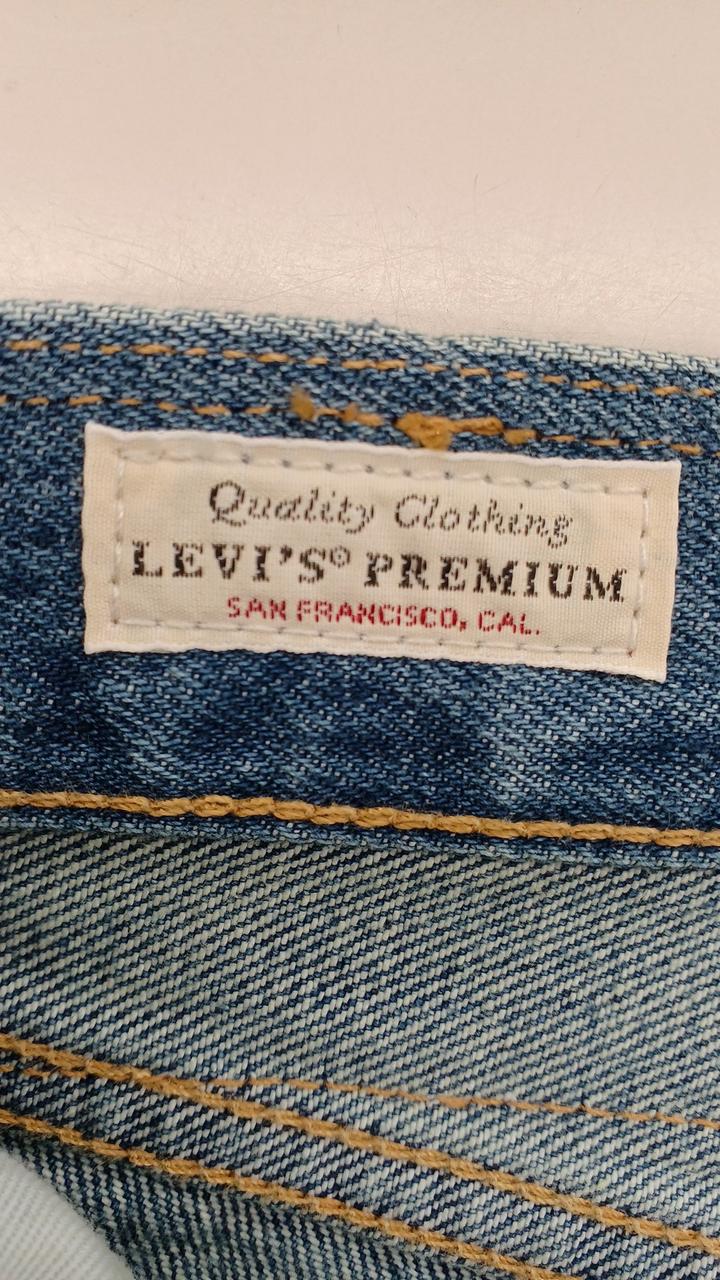 Quality Clothing
LEVI'S® PREMIUM
SAN FRANCISCO, CAL.